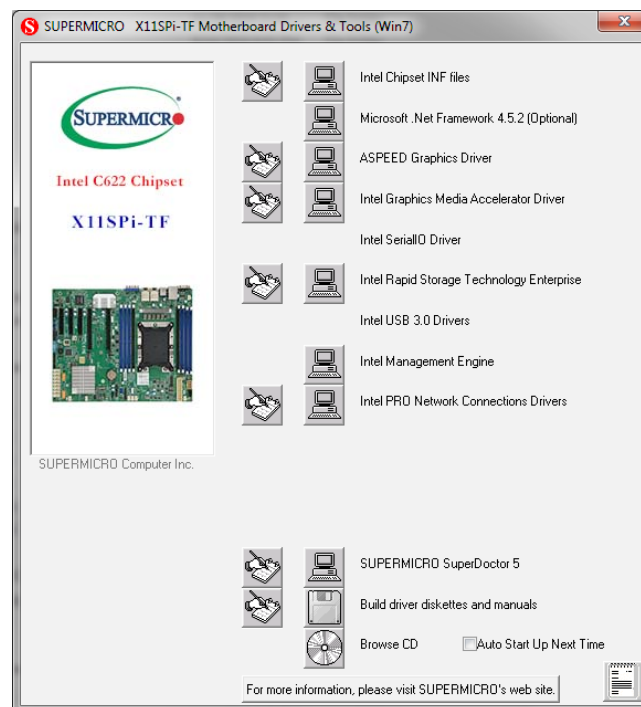 SUPERMICRO X11SPi-TF Motherboard Drivers & Tools (Win7)
SUPERMICRO
Intel C622 Chipset
X11SPi-TF
SUPERMICRO Computer Inc.
Intel Chipset INF files
Microsoft .Net Framework 4.5.2 (Optional)
ASPEED Graphics Driver
Intel Graphics Media Accelerator Driver
Intel SerialIO Driver
Intel Rapid Storage Technology Enterprise
Intel USB 3.0 Drivers
Intel Management Engine
Intel PRO Network Connections Drivers
SUPERMICRO SuperDoctor 5
Build driver diskettes and manuals
Browse CD
Auto Start Up Next Time
For more information, please visit SUPERMICRO's web site.